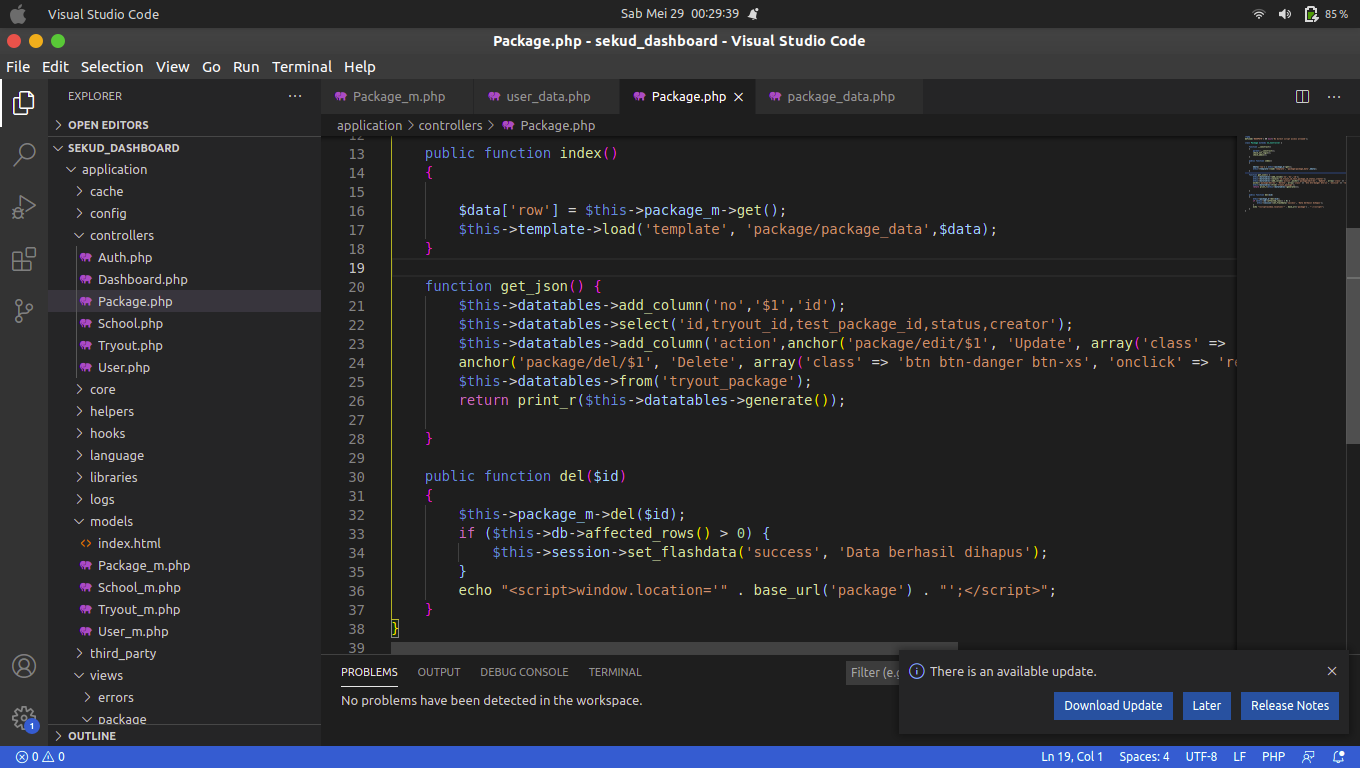 Visual Studio Code
Sab Mei 29 00:29:39
85 %
Package.php - sekud_dashboard - Visual Studio Code
File Edit Selection View Go Run Terminal Help
EXPLORER
OPEN EDITORS
SEKUD_DASHBOARD
application
cache
config
controllers
Auth.php
Dashboard.php
Package.php
School.php
Tryout.php
User.php
core
helpers
hooks
language
libraries
logs
models
index.html
Package_m.php
School_m.php
Tryout_m.php
User_m.php
third_party
views
errors
package
OUTLINE
1
Package_m.php user_data.php Package.php package_data.php
application > controllers > Package.php
12
13 public function index()
14 {
15
16 $data['row'] = $this->package_m->get();
17 $this->template->load('template', 'package/package_data',$data);
18 }
19
20 function get_json() {
21 $this->datatables->add_column('no','$1','id');
22 $this->datatables->select('id,tryout_id,test_package_id,status,creator');
23 $this->datatables->add_column('action',anchor('package/edit/$1', 'Update', array('class' =>
24 anchor('package/del/$1', 'Delete', array('class' => 'btn btn-danger btn-xs', 'onclick' =>
25 $this->datatables->from('tryout_package');
26 return print_r($this->datatables->generate());
27
28 }
29
30 public function del($id)
31 {
32 $this->package_m->del($id);
33 if ($this->db->affected_rows() > 0) {
34 $this->session->set_flashdata('success', 'Data berhasil dihapus');
35 }
36 echo "<script>window.location='" . base_url('package') . "';</script>";
37 }
38 }
39
PROBLEMS OUTPUT DEBUG CONSOLE TERMINAL
Filter (e.g
No problems have been detected in the workspace.
There is an available update.
Download Update Later Release Notes
0 0
Ln 19, Col 1 Spaces: 4 UTF-8 LF PHP